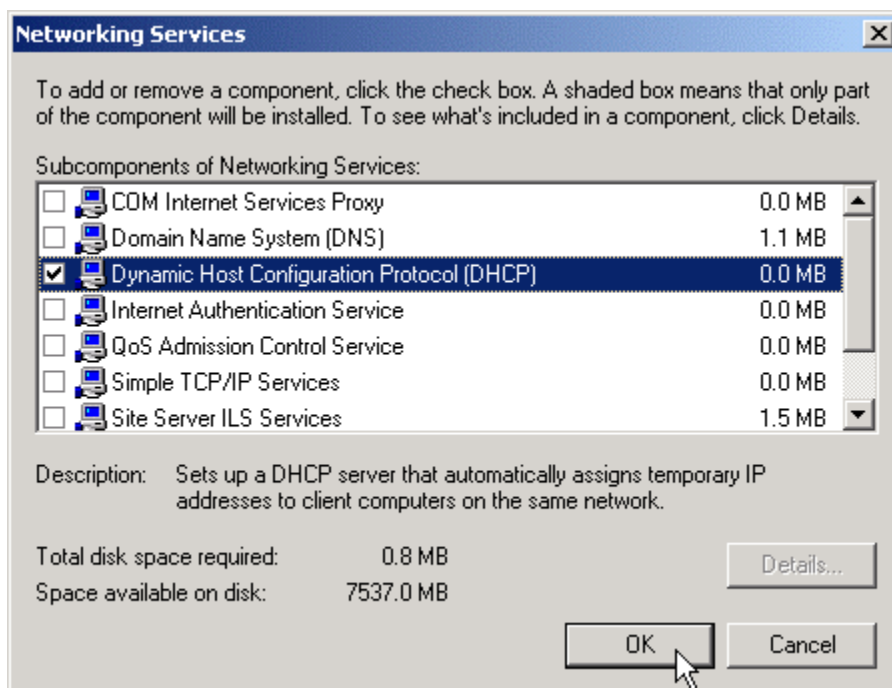 Networking Services
To add or remove a component, click the check box. A shaded box means that only part
of the component will be installed. To see what's included in a component, click Details.
Subcomponents of Networking Services:
COM Internet Services Proxy 0.0 MB
Domain Name System (DNS) 1.1 MB
Dynamic Host Configuration Protocol (DHCP) 0.0 MB
Internet Authentication Service 0.0 MB
QoS Admission Control Service 0.0 MB
Simple TCP/IP Services 0.0 MB
Site Server ILS Services 1.5 MB
Description: Sets up a DHCP server that automatically assigns temporary IP
addresses to client computers on the same network.
Total disk space required: 0.8 MB
Space available on disk: 7537.0 MB
Details...
OK Cancel